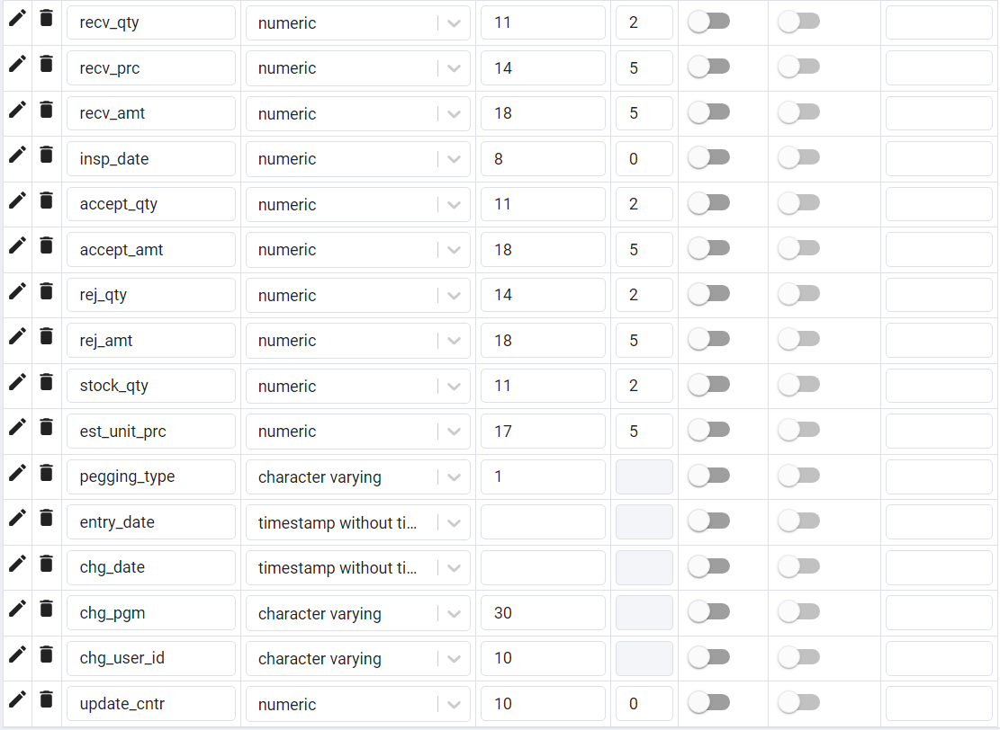 recv_qty numeric 11 2
recv_prc numeric 14 5
recv_amt numeric 18 5
insp_date numeric 8 0
accept_qty numeric 11 2
accept_amt numeric 18 5
rej_qty numeric 14 2
rej_amt numeric 18 5
stock_qty numeric 11 2
est_unit_prc numeric 17 5
pegging_type character varying 1
entry_date timestamp without ti...
chg_date timestamp without ti...
chg_pgm character varying 30
chg_user_id character varying 10
update_cntr numeric 10 0